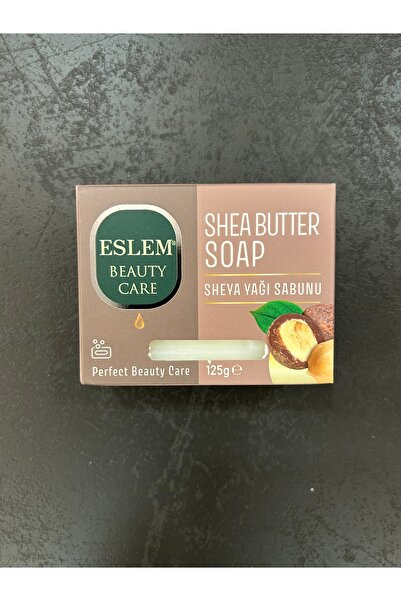 ESLEM®
BEAUTY
CARE
Perfect Beauty Care
SHEA BUTTER
SOAP
SHEYA YAĞI SABUNU
125g ℮